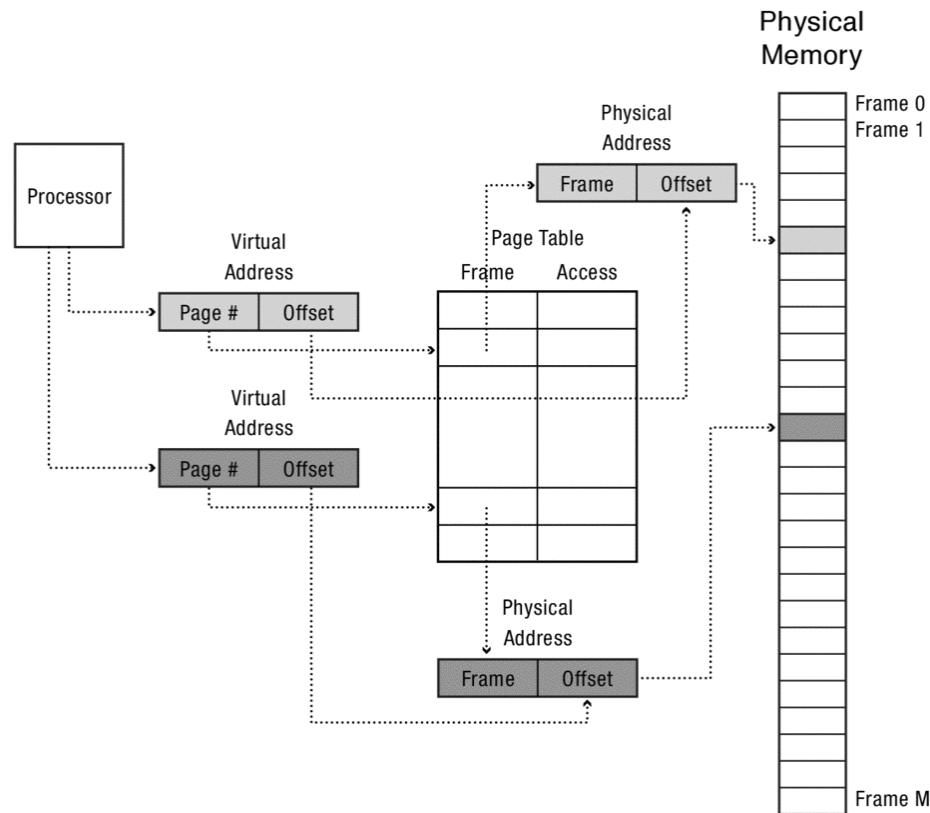 Physical
Memory
Frame 0
Frame 1
Physical
Address
Frame Offset
Processor
Virtual
Address
Page # Offset
Page Table
Frame Access
Virtual
Address
Page # Offset
Physical
Address
Frame Offset
Frame M